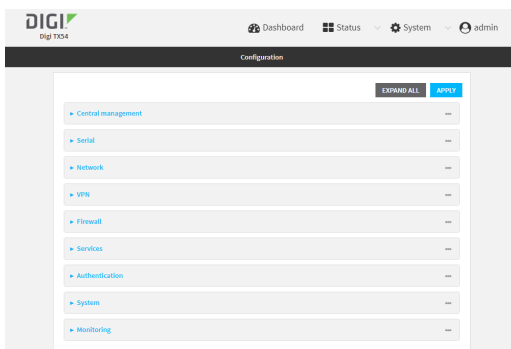 DIGI
Digi TX54
Dashboard Status System admin
Configuration
EXPAND ALL APPLY
Central management
Serial
Network
VPN
Firewall
Services
Authentication
System
Monitoring